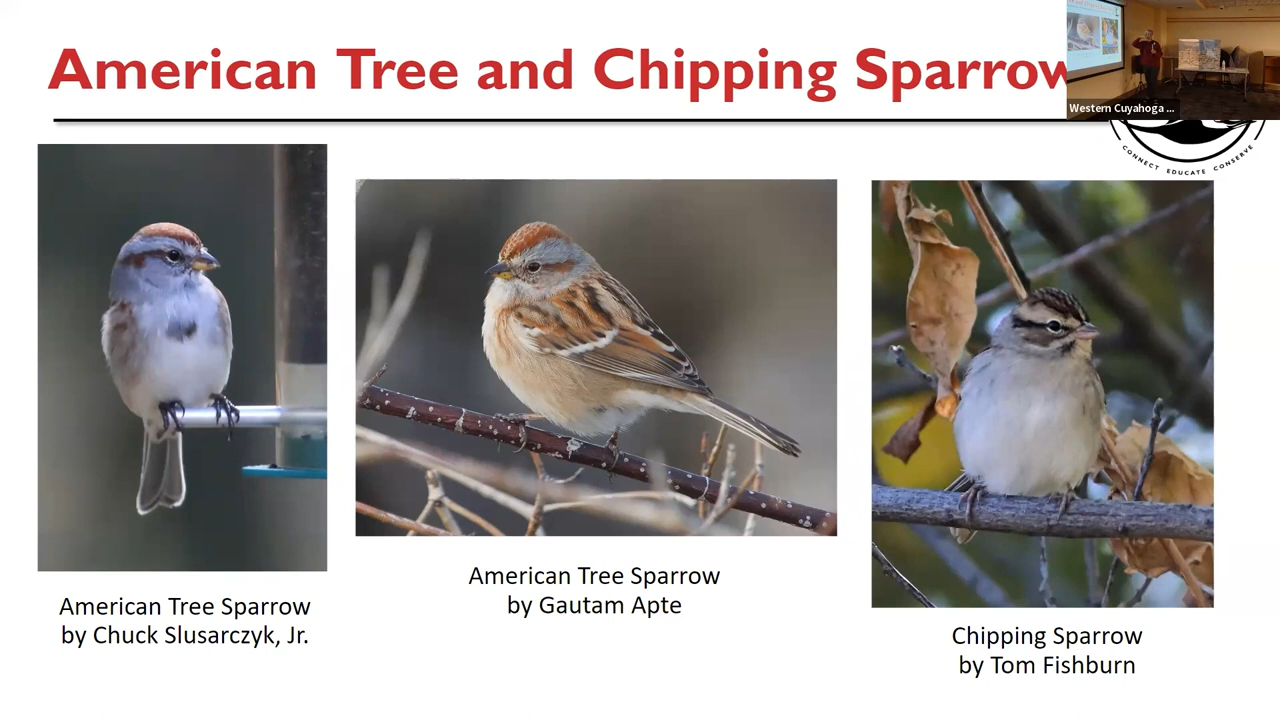 American Tree and Chipping Sparrow
Western Cuyahoga ...
CONNECT EDUCATE CONSERVE
American Tree Sparrow
by Chuck Slusarczyk, Jr.
American Tree Sparrow
by Gautam Apte
Chipping Sparrow
by Tom Fishburn